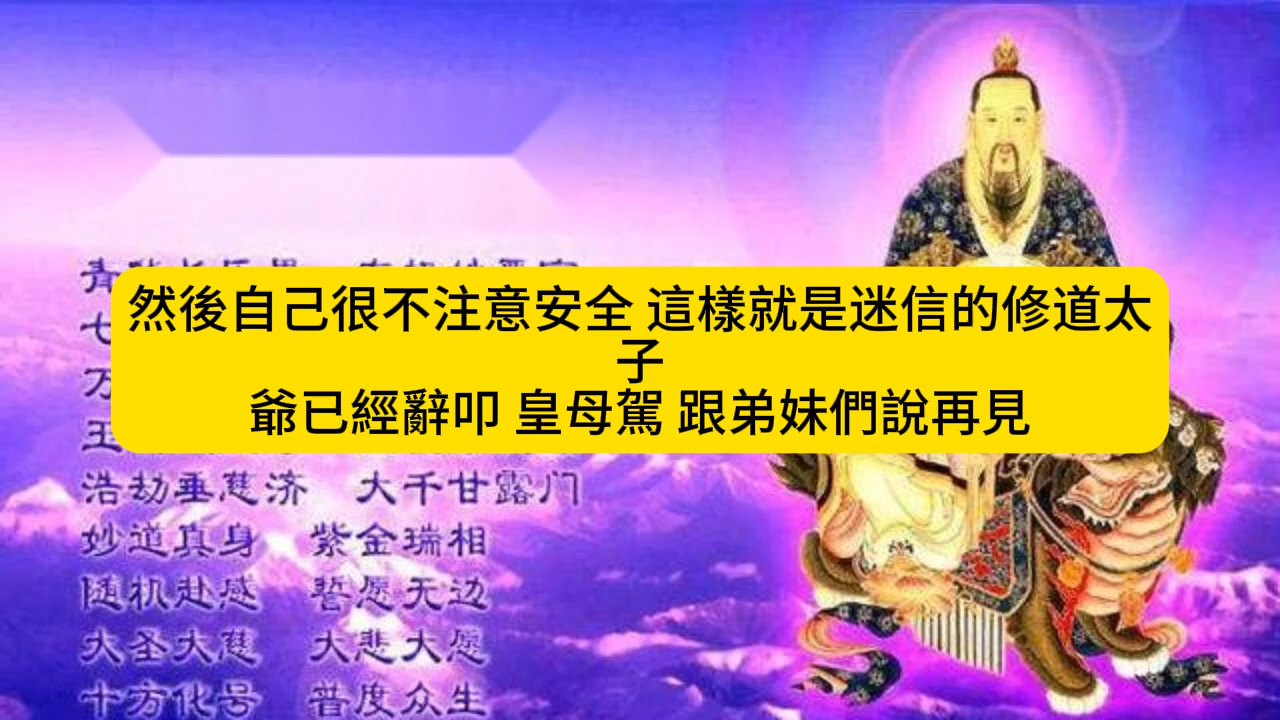 然後自己很不注意安全 這樣就是迷信的修道太
子
爺已經辭叩 皇母駕 跟弟妹們說再見
浩劫垂慈济 大千甘露门
妙道真身 紫金瑞相
随机赴感 誓愿无边
大圣大慈 大悲大愿
十方化号 普度众生